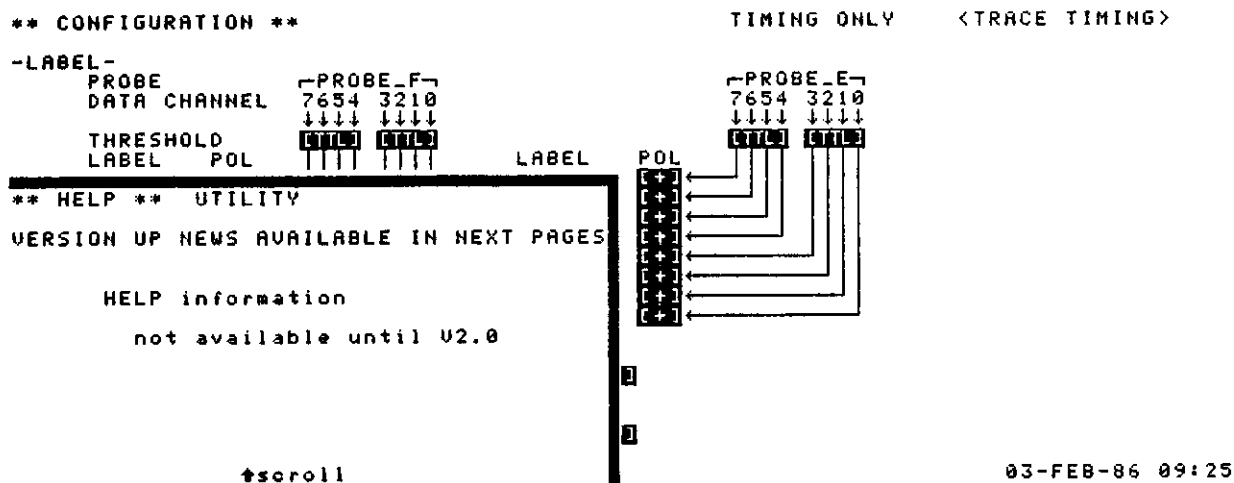 ** CONFIGURATION ** TIMING ONLY <TRACE TIMING>
-LABEL-
PROBE PROBE_F PROBE_E
DATA CHANNEL 7654 3210 7654 3210
↓↓↓↓ ↓↓↓↓ ↓↓↓↓ ↓↓↓↓
THRESHOLD [TTL] [TTL] [TTL] [TTL]
LABEL POL LABEL POL
[+]←
** HELP ** UTILITY [+]←
[+]←
VERSION UP NEWS AVAILABLE IN NEXT PAGES [+]←
[+]←
[+]←
HELP information [+]←
[+]←
not available until V2.0
]
]
↑scroll 03-FEB-86 09:25